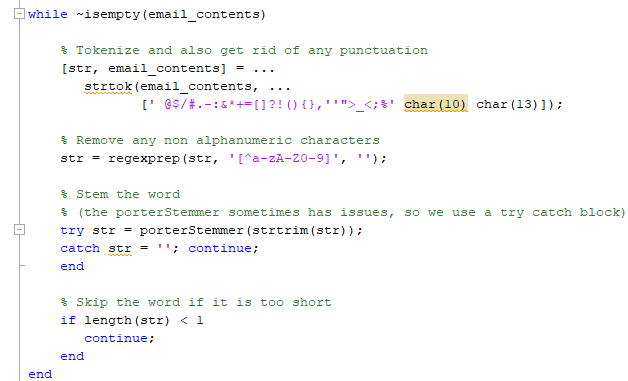 while ~isempty(email_contents)
% Tokenize and also get rid of any punctuation
[str, email_contents] = ...
strtok(email_contents, ...
[' @$/#.-:&*+=[]?!(){},''">_<;%' char(10) char(13)]);
% Remove any non alphanumeric characters
str = regexprep(str, '[^a-zA-Z0-9]', '');
% Stem the word
% (the porterStemmer sometimes has issues, so we use a try catch block)
try str = porterStemmer(strtrim(str));
catch str = ''; continue;
end
% Skip the word if it is too short
if length(str) < 1
continue;
end
end